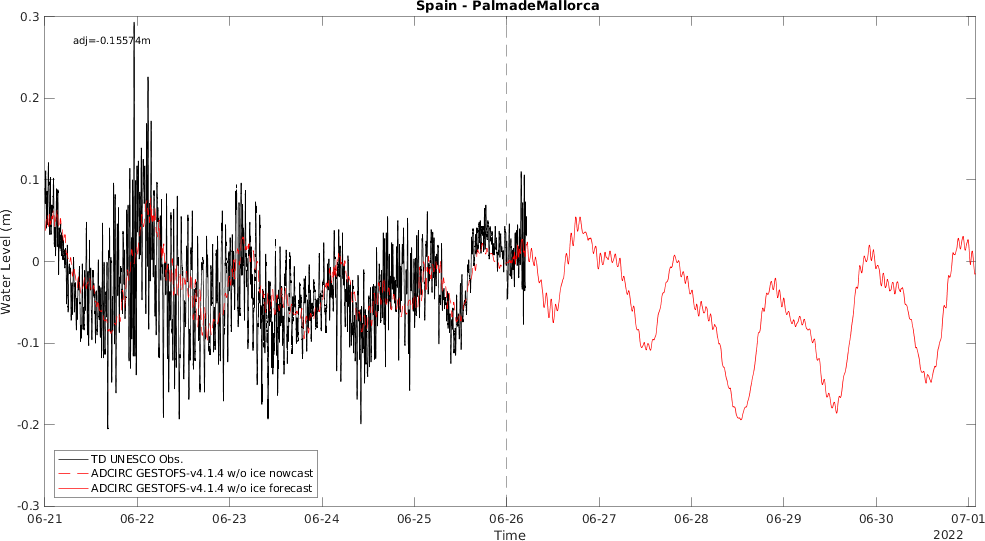 Spain - PalmadeMallorca
adj=-0.15574m
0.3
0.2
0.1
0
-0.1
-0.2
-0.3
Water Level (m)
TD UNESCO Obs.
ADCIRC GESTOFS-v4.1.4 w/o ice nowcast
ADCIRC GESTOFS-v4.1.4 w/o ice forecast
06-21 06-22 06-23 06-24 06-25 06-26 06-27 06-28 06-29 06-30 07-01
Time
2022